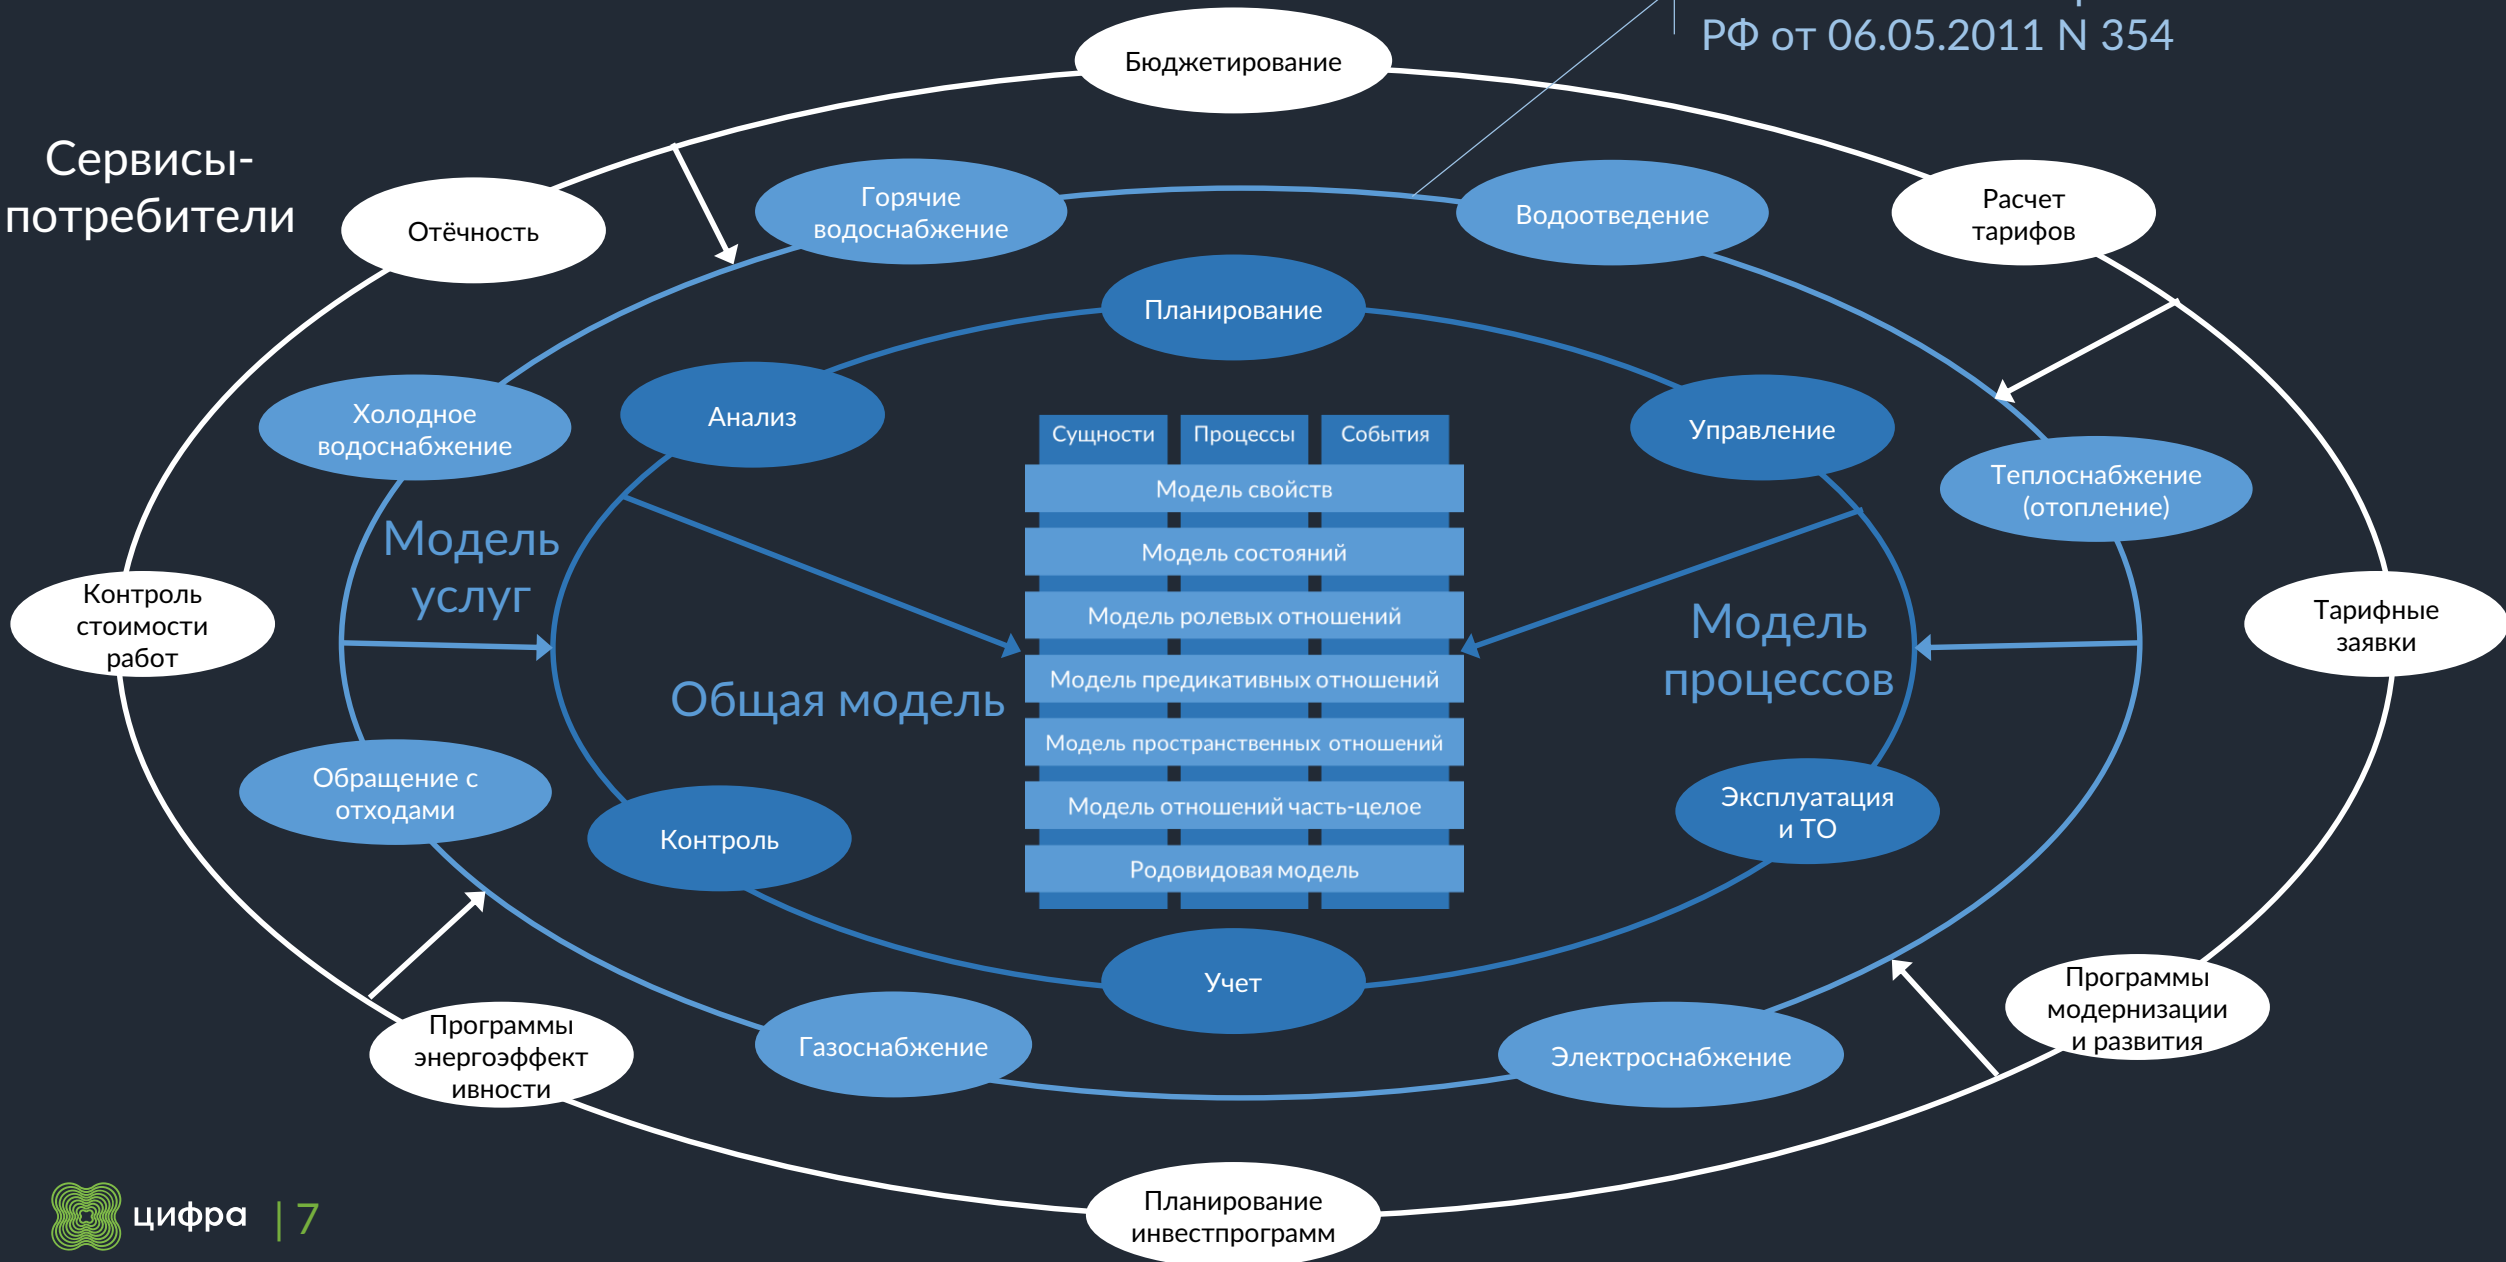 РФ от 06.05.2011 N 354
Бюджетирование
Сервисы-
потребители
Отёчность
Горячие
водоснабжение
Водоотведение
Расчет
тарифов
Планирование
Холодное
водоснабжение
Анализ
Сущности
Процессы
События
Управление
Теплоснабжение
(отопление)
Модель свойств
Модель
услуг
Модель состояний
Контроль
стоимости
работ
Модель ролевых отношений
Модель
процессов
Тарифные
заявки
Общая модель
Модель предикативных отношений
Модель пространственных отношений
Обращение с
отходами
Модель отношений часть-целое
Эксплуатация
и ТО
Контроль
Родовидовая модель
Учет
Программы
модернизации
и развития
Программы
энергоэффект
ивности
Газоснабжение
Электроснабжение
Планирование
инвестпрограмм
цифра | 7